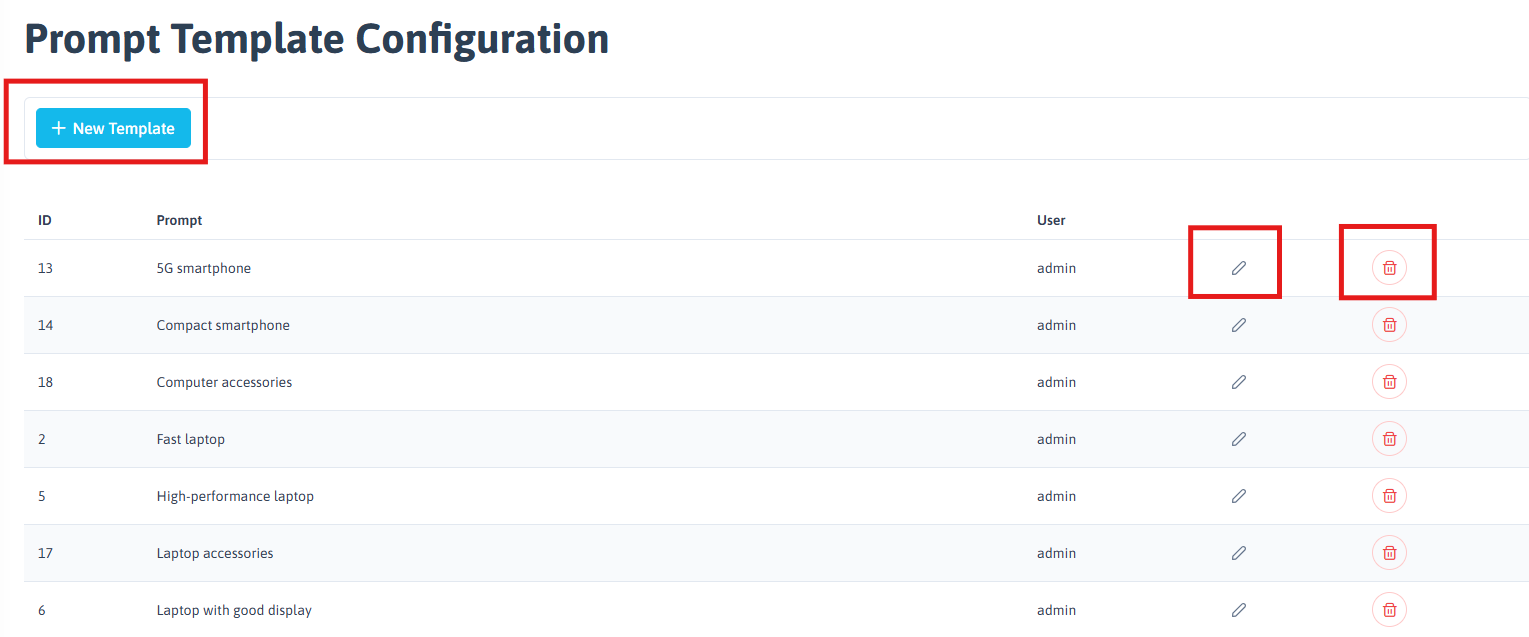 Prompt Template Configuration
New Template
ID Prompt User
13 5G smartphone admin
14 Compact smartphone admin
18 Computer accessories admin
2 Fast laptop admin
5 High-performance laptop admin
17 Laptop accessories admin
6 Laptop with good display admin